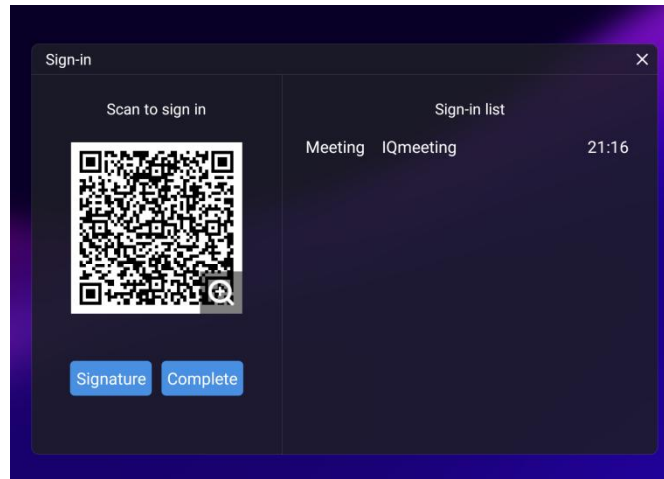 Sign-in
Scan to sign in
Signature Complete
Sign-in list
Meeting IQmeeting 21:16